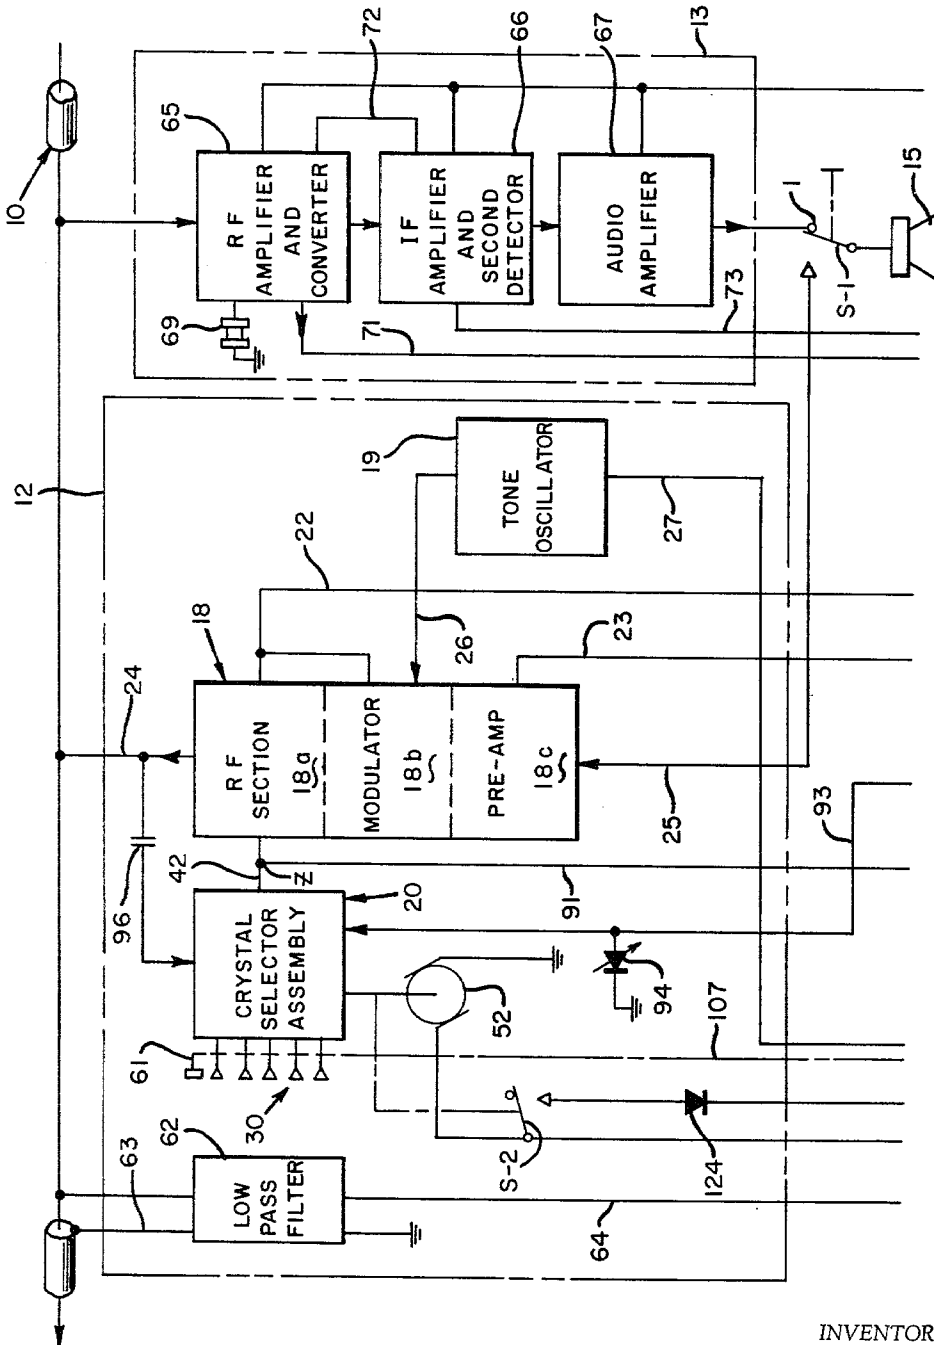 10
12
24
96
42
Z
18
22
RF
SECTION
18a
MODULATOR
18b
PRE-AMP
18c
26
23
25
19
TONE
OSCILLATOR
27
20
CRYSTAL
SELECTOR
ASSEMBLY
61
30
62
63
LOW
PASS
FILTER
64
S-2
124
52
94
107
91
93
65
RF
AMPLIFIER
AND
CONVERTER
69
71
72
66
IF
AMPLIFIER
AND
SECOND
DETECTOR
67
AUDIO
AMPLIFIER
73
13
1
S-1
15
INVENTOR